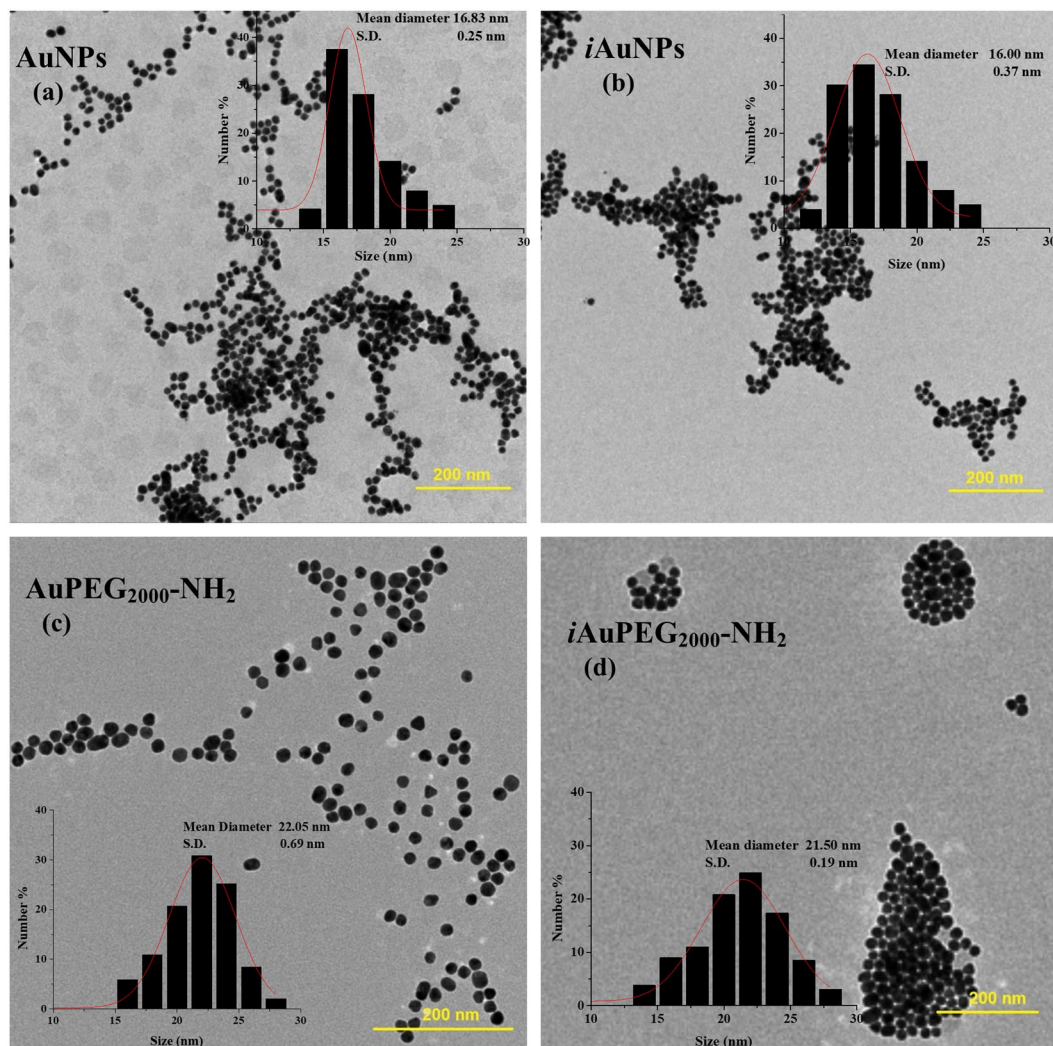 AuNPs
(a)
Mean diameter 16.83 nm
S.D. 0.25 nm
Number %
40
30
20
10
0
10 15 20 25 30
Size (nm)
200 nm
iAuNPs
(b)
Mean diameter 16.00 nm
S.D. 0.37 nm
Number %
40
30
20
10
0
10 15 20 25 30
Size (nm)
200 nm
AuPEG₂₀₀₀-NH₂
(c)
Mean Diameter 22.05 nm
S.D. 0.69 nm
Number %
40
30
20
10
0
10 15 20 25 30
Size (nm)
200 nm
iAuPEG₂₀₀₀-NH₂
(d)
Mean diameter 21.50 nm
S.D. 0.19 nm
Number %
40
30
20
10
0
10 15 20 25 30
Size (nm)
200 nm